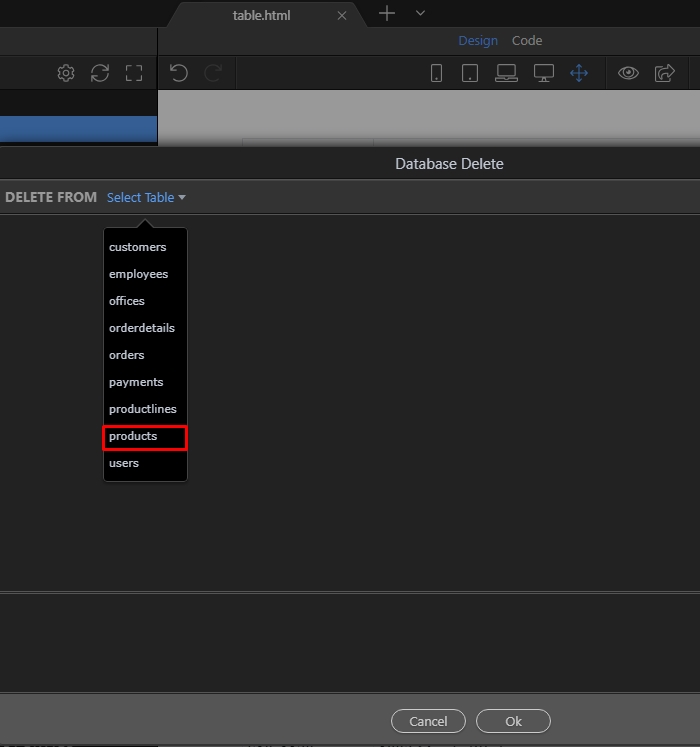 table.html
Design Code
Database Delete
DELETE FROM Select Table
customers
employees
offices
orderdetails
orders
payments
productlines
products
users
Cancel Ok